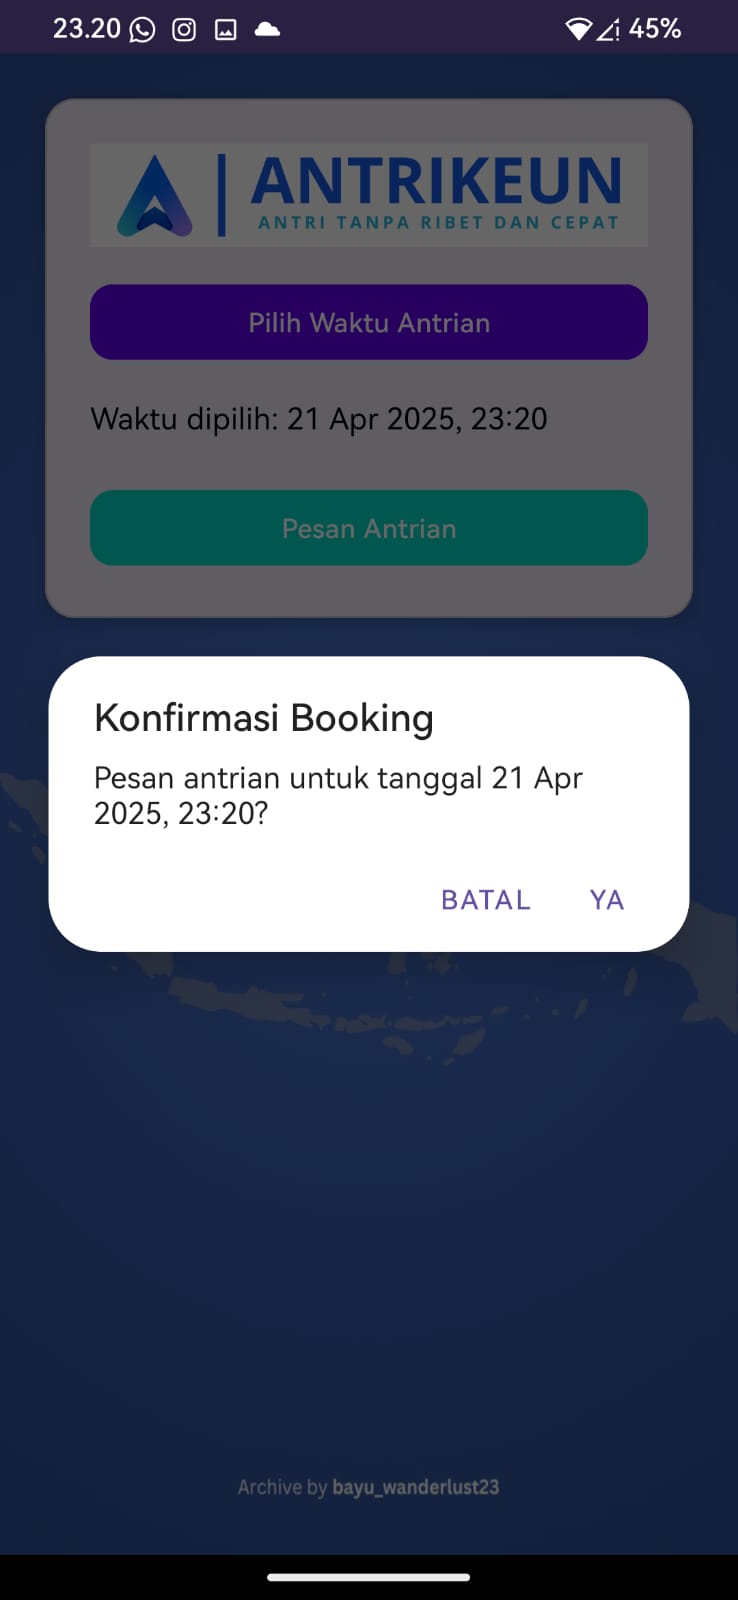 23.20
45%
ANTRIKEUN
ANTRI TANPA RIBET DAN CEPAT
Pilih Waktu Antrian
Waktu dipilih: 21 Apr 2025, 23:20
Pesan Antrian
Konfirmasi Booking
Pesan antrian untuk tanggal 21 Apr
2025, 23:20?
BATAL YA
Archive by bayu_wanderlust23